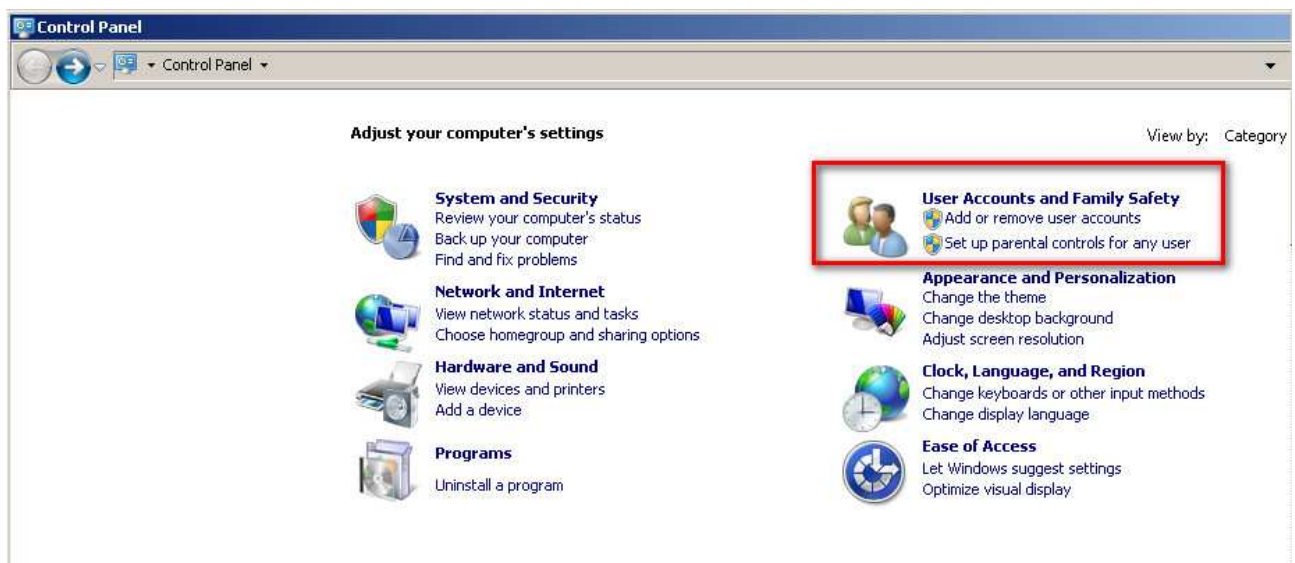 Control Panel
Control Panel
Adjust your computer's settings
View by: Category
System and Security
Review your computer's status
Back up your computer
Find and fix problems
Network and Internet
View network status and tasks
Choose homegroup and sharing options
Hardware and Sound
View devices and printers
Add a device
Programs
Uninstall a program
User Accounts and Family Safety
Add or remove user accounts
Set up parental controls for any user
Appearance and Personalization
Change the theme
Change desktop background
Adjust screen resolution
Clock, Language, and Region
Change keyboards or other input methods
Change display language
Ease of Access
Let Windows suggest settings
Optimize visual display